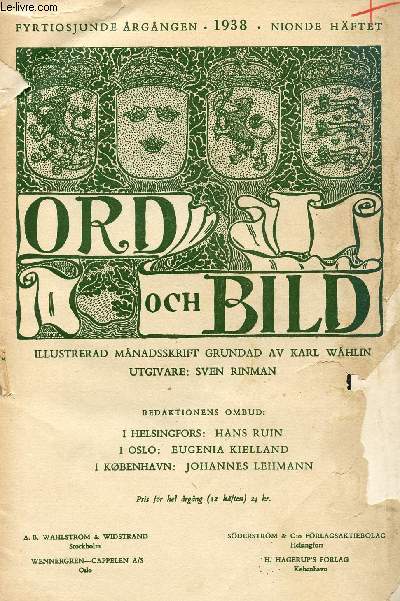 FYRTIOSJUNDE ÅRGÅNGEN · 1938 · NIONDE HÄFTET
ORD
OCH BILD
ILLUSTRERAD MÅNADSSKRIFT GRUNDAD AV KARL WÅHLIN
UTGIVARE: SVEN RINMAN
REDAKTIONENS OMBUD:
I HELSINGFORS: HANS RUIN
I OSLO: EUGENIA KIELLAND
I KØBENHAVN: JOHANNES LEHMANN
Pris för hel årgång (12 häften) 24 kr.
A. B. WAHLSTRÖM & WIDSTRAND
Stockholm
SÖDERSTRÖM & C:o FÖRLAGSAKTIEBOLAG
Helsingfors
WENNERGREN—CAPPELEN A/S
Oslo
H. HAGERUP'S FORLAG
København
le-livre.com